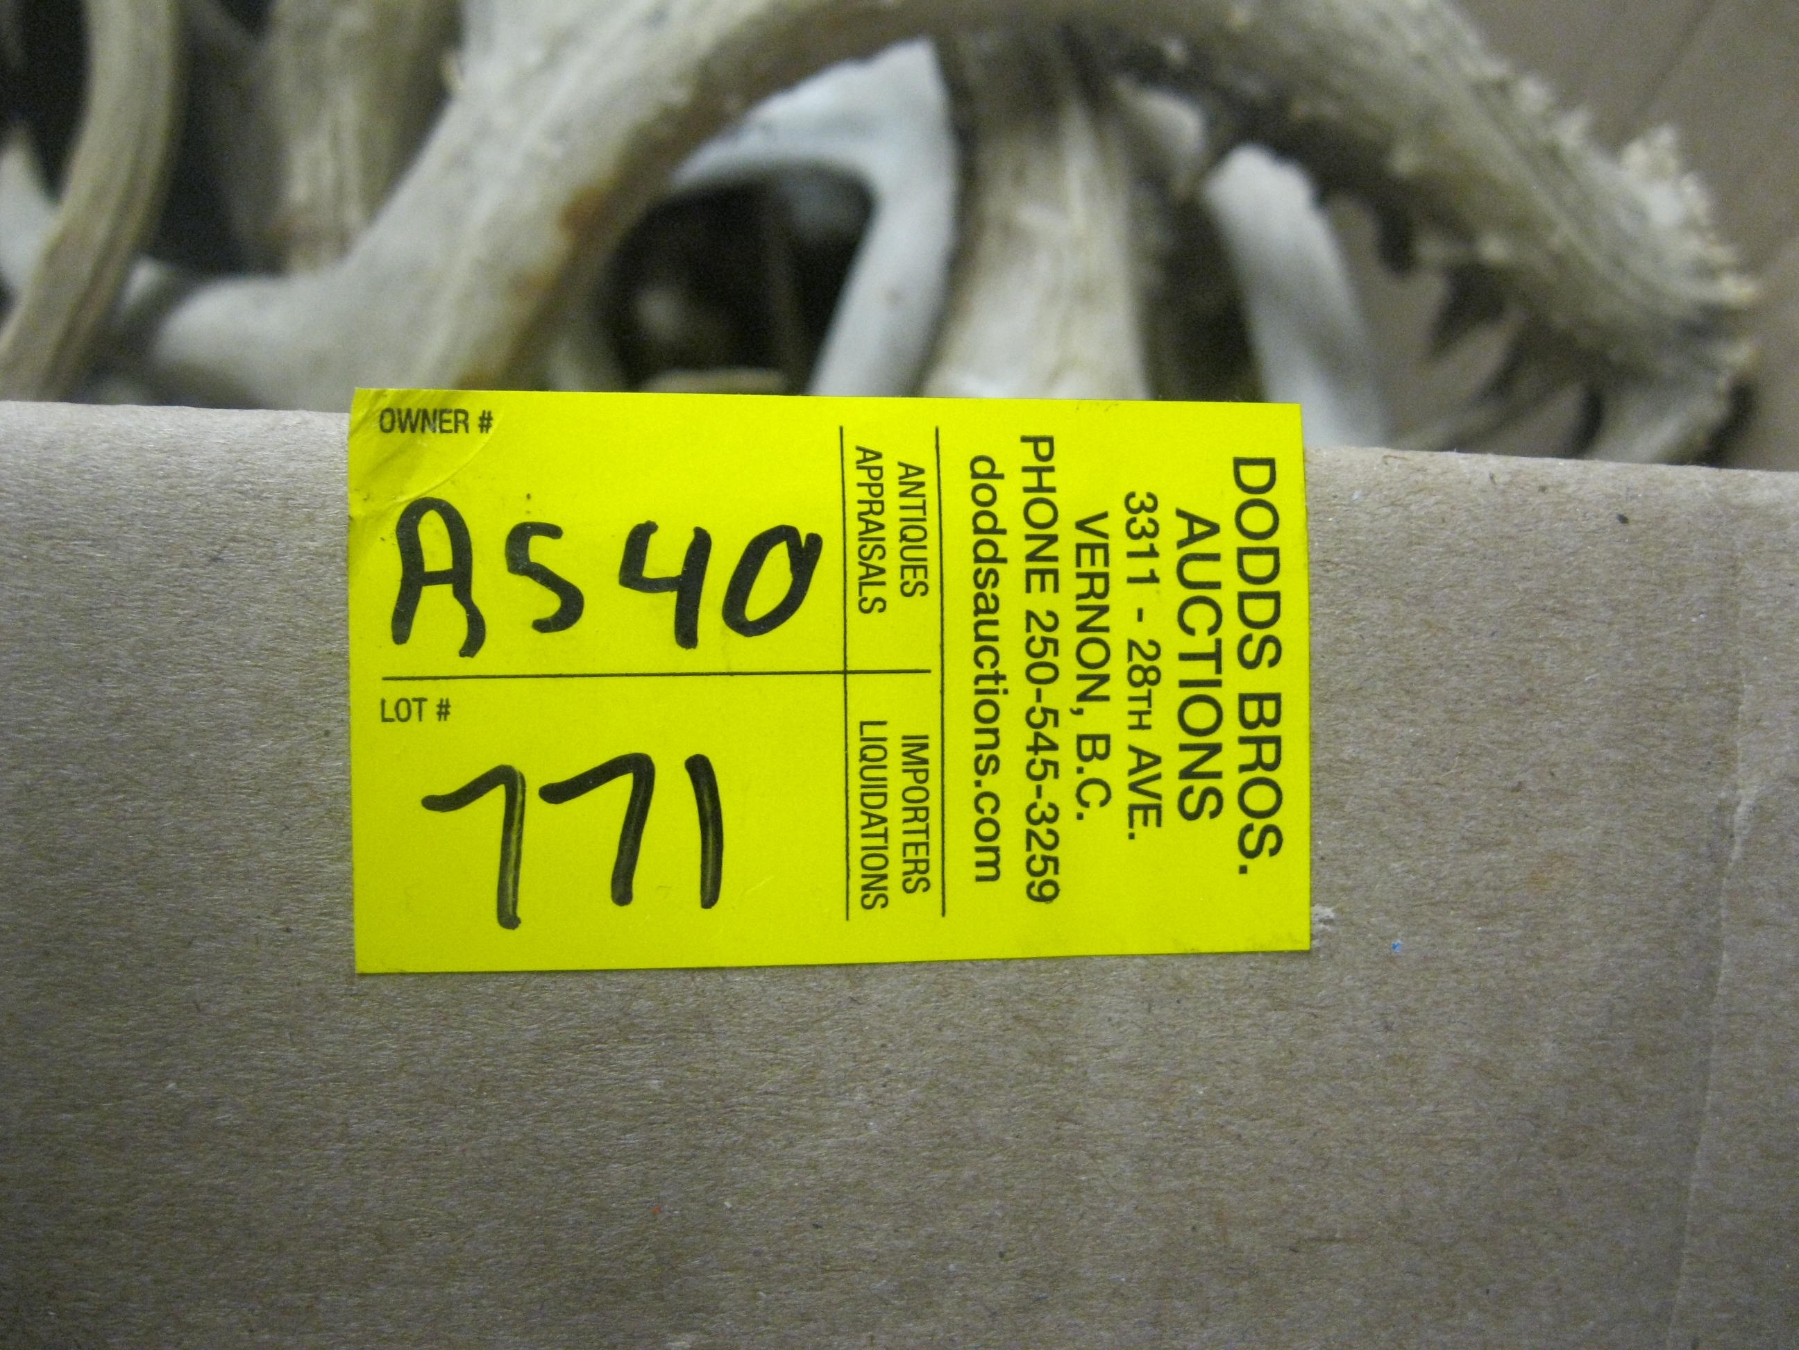 OWNER #
A540
LOT #
771
ANTIQUES
APPRAISALS
IMPORTERS
LIQUIDATIONS
DODDS BROS.
AUCTIONS
3311 - 28TH AVE.
VERNON, B.C.
PHONE 250-545-3259
doddsauctions.com